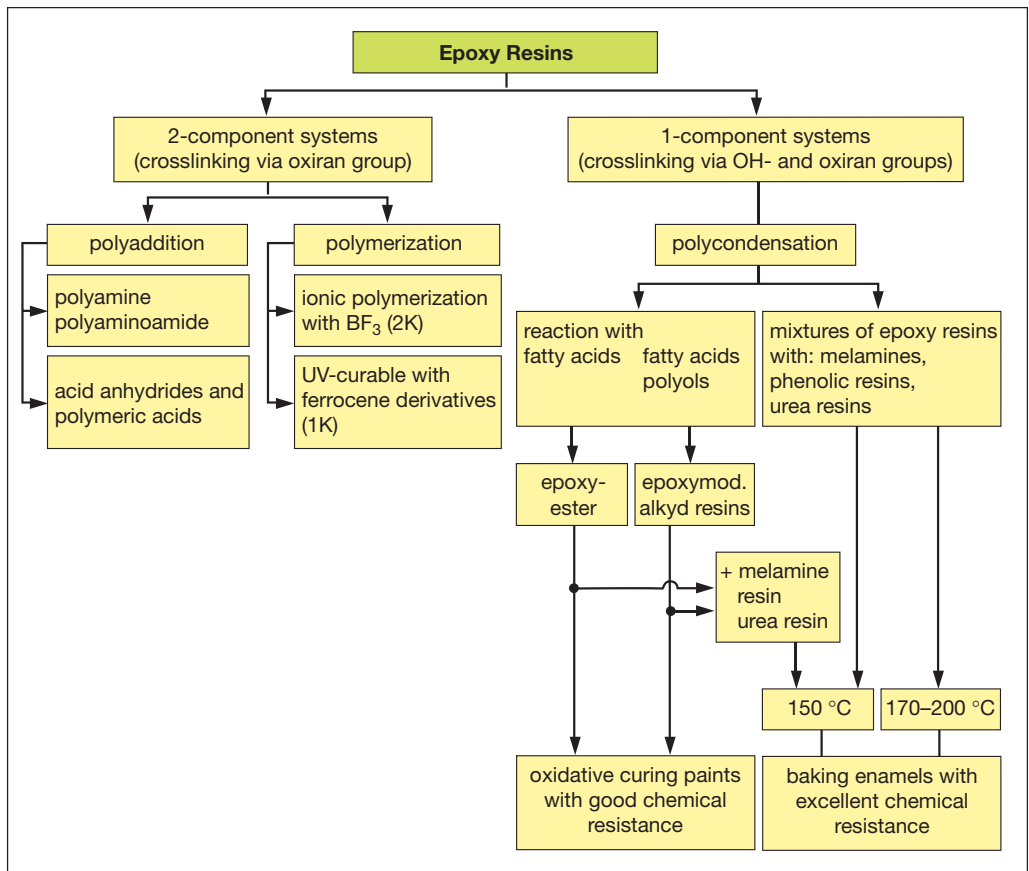 Epoxy Resins
2-component systems
(crosslinking via oxiran group)
1-component systems
(crosslinking via OH- and oxiran groups)
polyaddition
polymerization
polycondensation
polyamine
polyaminoamide
ionic polymerization
with BF₃ (2K)
acid anhydrides and
polymeric acids
UV-curable with
ferrocene derivatives
(1K)
reaction with
fatty acids fatty acids
polyols
mixtures of epoxy resins
with: melamines,
phenolic resins,
urea resins
epoxy-
ester
epoxymod.
alkyd resins
+ melamine
resin
urea resin
150 °C
170–200 °C
oxidative curing paints
with good chemical
resistance
baking enamels with
excellent chemical
resistance